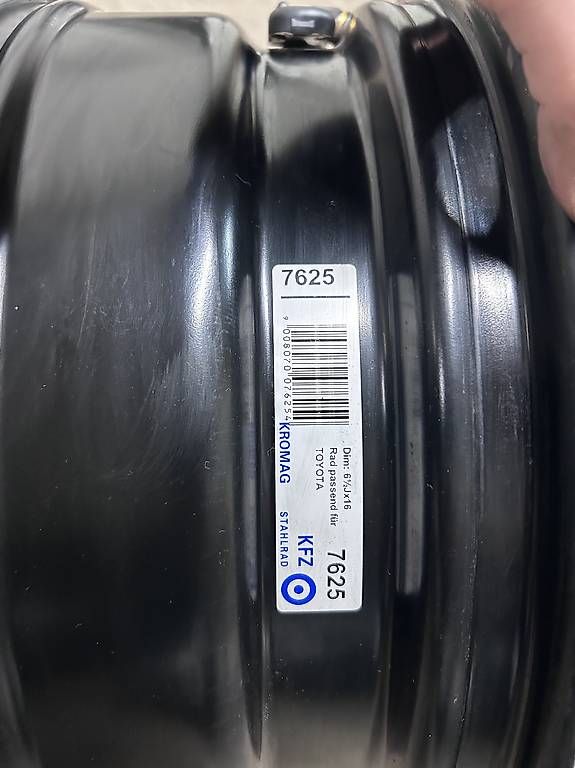 7625
9 008070 076254
KROMAG
Dim: 6½Jx16
Rad passend für
TOYOTA
7625
KFZ
STAHLRAD